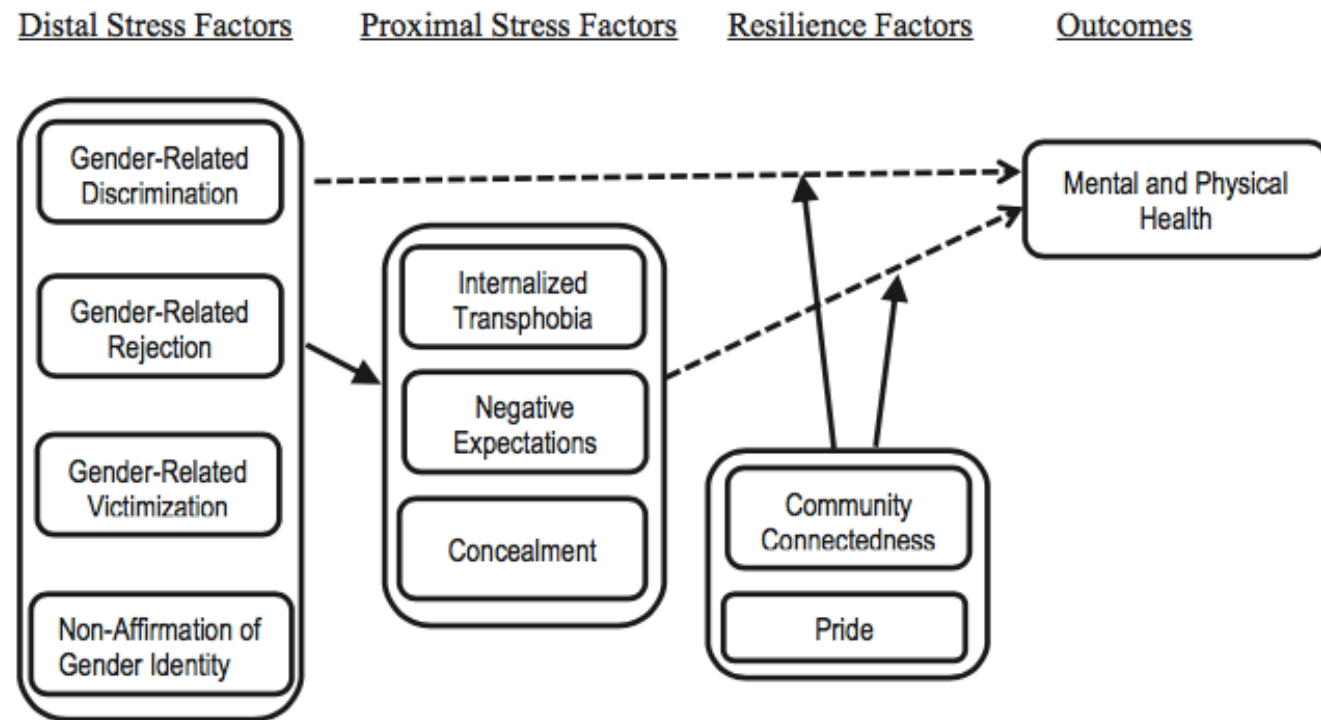 Distal Stress Factors
Proximal Stress Factors
Resilience Factors
Outcomes
Gender-Related
Discrimination
Gender-Related
Rejection
Gender-Related
Victimization
Non-Affirmation of
Gender Identity
Internalized
Transphobia
Negative
Expectations
Concealment
Community
Connectedness
Pride
Mental and Physical
Health